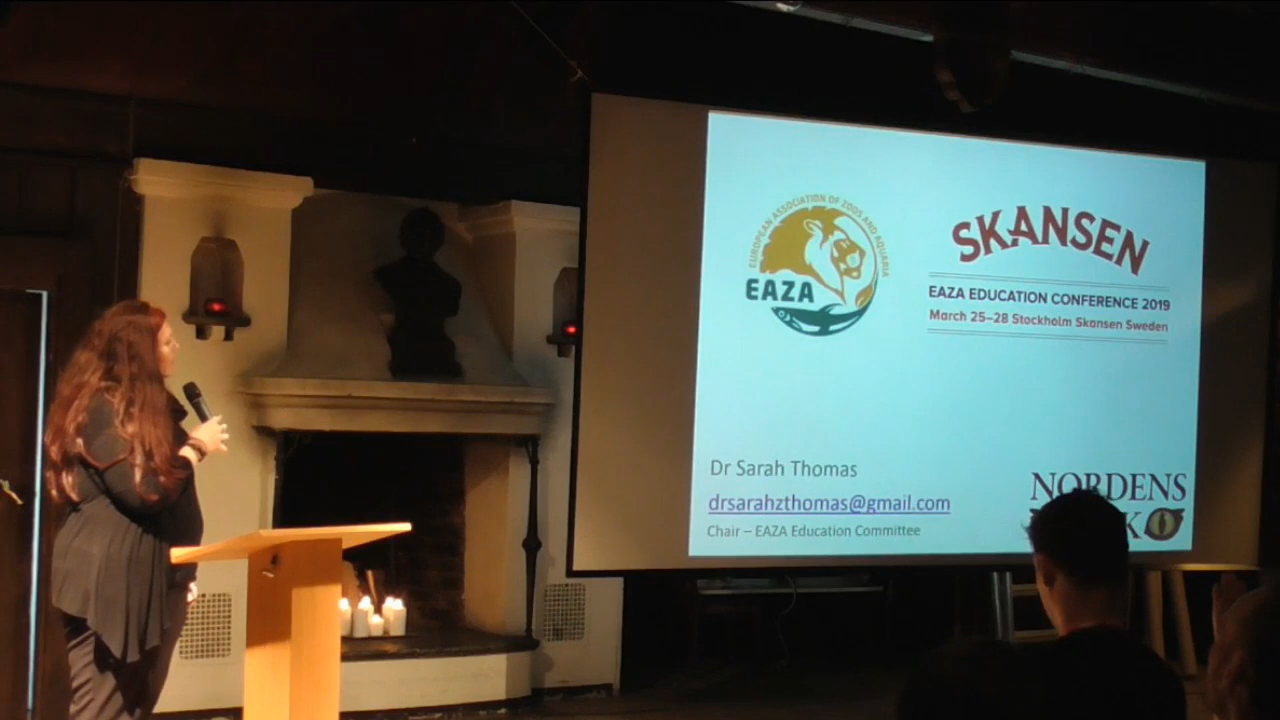 EUROPEAN ASSOCIATION OF ZOOS AND AQUARIA
EAZA
SKANSEN
EAZA EDUCATION CONFERENCE 2019
March 25–28 Stockholm Skansen Sweden
Dr Sarah Thomas
drsarahzthomas@gmail.com
Chair – EAZA Education Committee
NORDENS